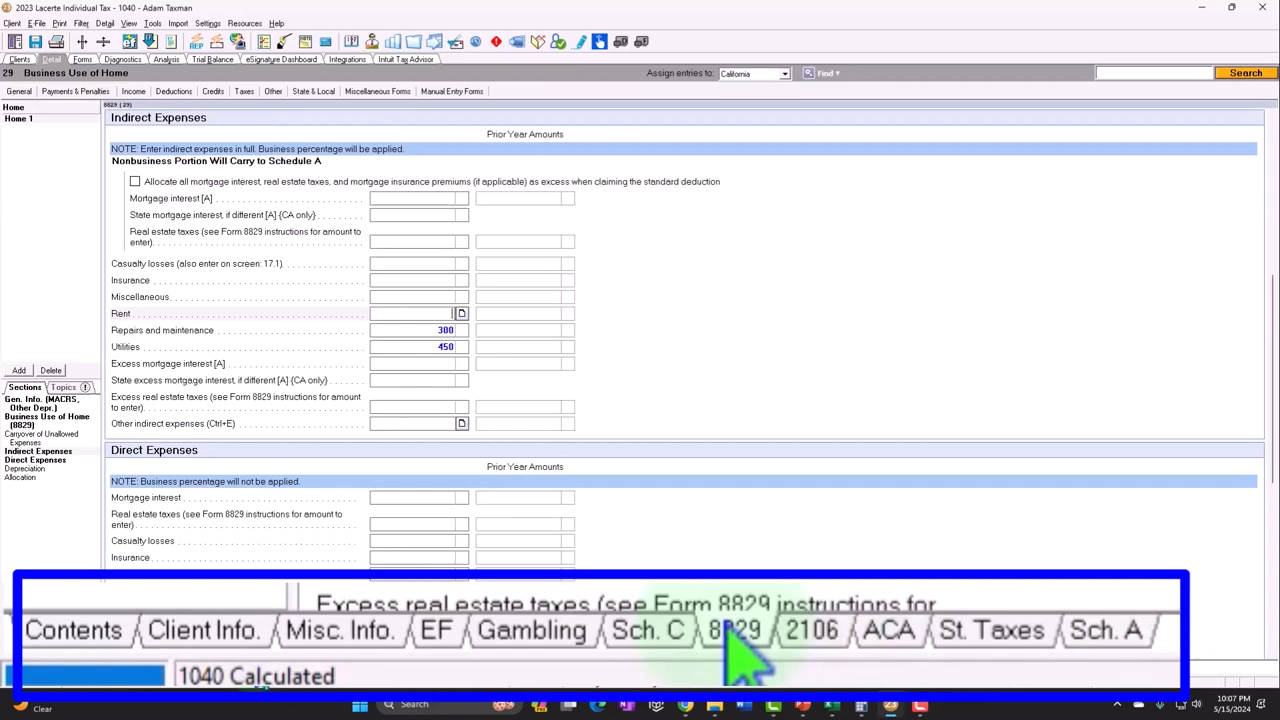 2023 Lacerte Individual Tax - 1040 - Adam Taxman
Client E-File Print Filter Detail View Tools Import Settings Resources Help
REP
Clients Detail Forms Diagnostics Analysis Trial Balance eSignature Dashboard Integrations Intuit Tax Advisor
29 Business Use of Home Assign entries to: California Find Search
General Payments & Penalties Income Deductions Credits Taxes Other State & Local Miscellaneous Forms Manual Entry Forms
Home
Home 1
Add Delete
Sections Topics
Gen. Info. (MACRS,
Other Depr.)
Business Use of Home
(8829)
Carryover of Unallowed
Expenses
Indirect Expenses
Direct Expenses
Depreciation
Allocation
8829 (29)
Indirect Expenses
Prior Year Amounts
NOTE: Enter indirect expenses in full. Business percentage will be applied.
Nonbusiness Portion Will Carry to Schedule A
Allocate all mortgage interest, real estate taxes, and mortgage insurance premiums (if applicable) as excess when claiming the standard deduction
Mortgage interest [A]
State mortgage interest, if different [A] {CA only}
Real estate taxes (see Form 8829 instructions for amount to
enter)
Casualty losses (also enter on screen: 17.1)
Insurance
Miscellaneous
Rent
Repairs and maintenance 300
Utilities 450
Excess mortgage interest [A]
State excess mortgage interest, if different [A] {CA only}
Excess real estate taxes (see Form 8829 instructions for amount
to enter)
Other indirect expenses (Ctrl+E)
Direct Expenses
Prior Year Amounts
NOTE: Business percentage will not be applied.
Mortgage interest
Real estate taxes (see Form 8829 instructions for amount to
enter)
Casualty losses
Insurance
Excess real estate taxes (see Form 8829 instructions for
Contents Client Info. Misc. Info. EF Gambling Sch. C 8829 2106 ACA St. Taxes Sch. A
1040 Calculated
Clear
Search
10:07 PM
5/15/2024